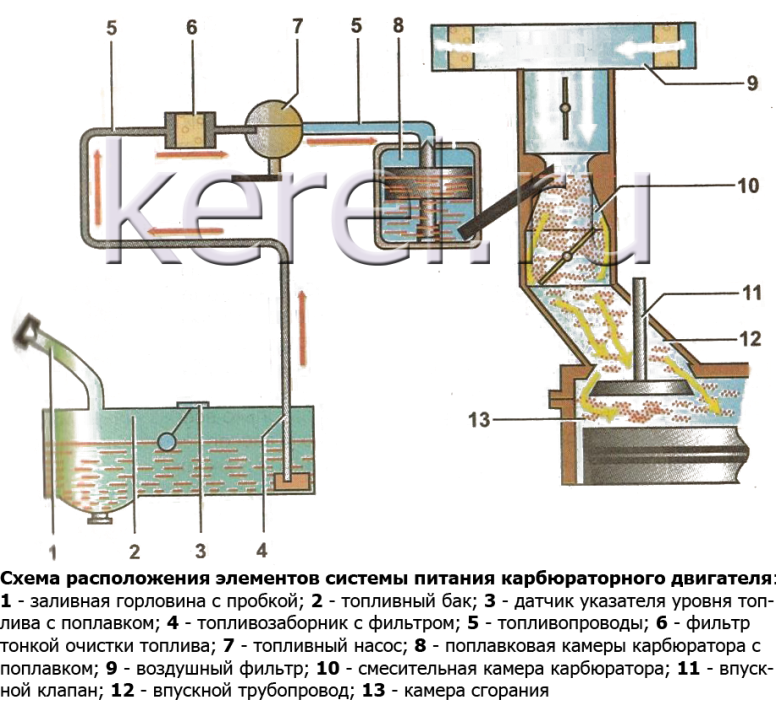 5 6 7 5 8
9
kerei.ru
10
11
12
13
1 2 3 4
Схема расположения элементов системы питания карбюраторного двигателя:
1 - заливная горловина с пробкой; 2 - топливный бак; 3 - датчик указателя уровня топ-
лива с поплавком; 4 - топливозаборник с фильтром; 5 - топливопроводы; 6 - фильтр
тонкой очистки топлива; 7 - топливный насос; 8 - поплавковая камеры карбюратора с
поплавком; 9 - воздушный фильтр; 10 - смесительная камера карбюратора; 11 - впуск-
ной клапан; 12 - впускной трубопровод; 13 - камера сгорания